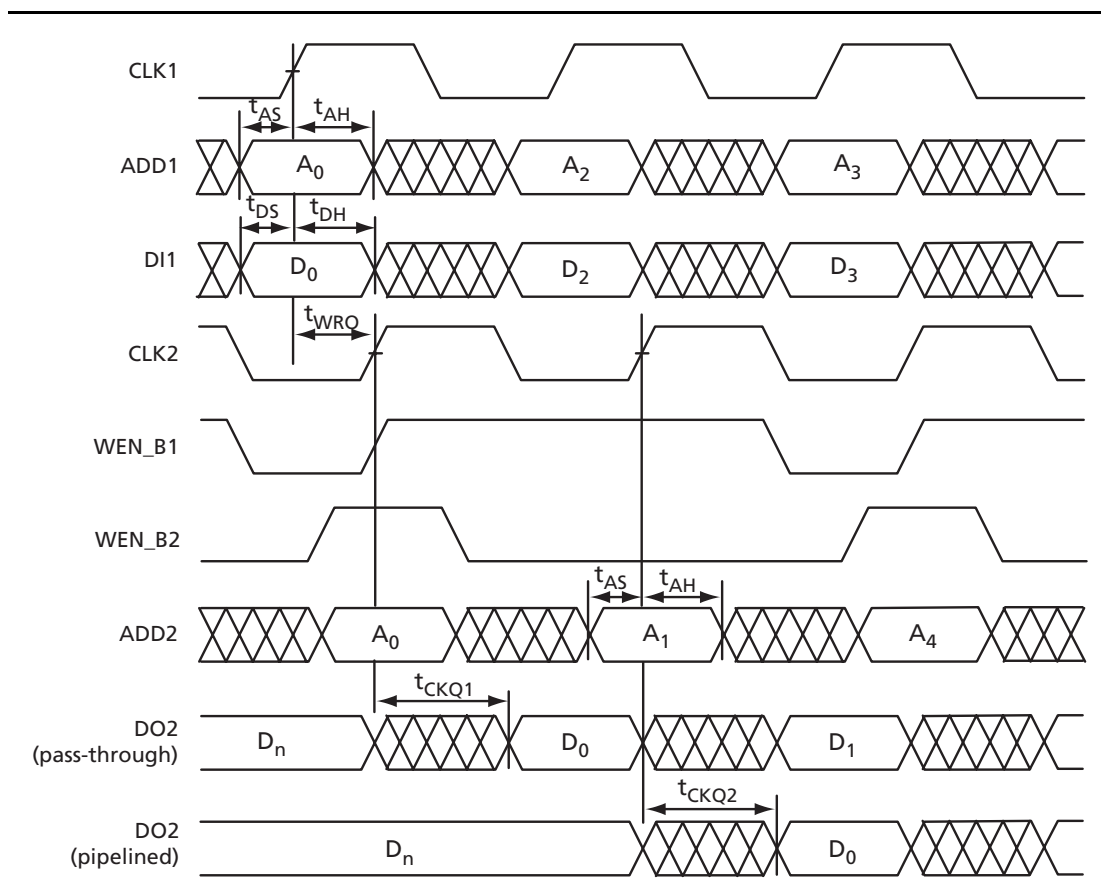 CLK1
tAS tAH
ADD1 A0 A2 A3
tDS tDH
DI1 D0 D2 D3
tWRO
CLK2
WEN_B1
WEN_B2
tAS tAH
ADD2 A0 A1 A4
tCKQ1
DO2
(pass-through)
Dn D0 D1
tCKQ2
DO2
(pipelined)
Dn D0